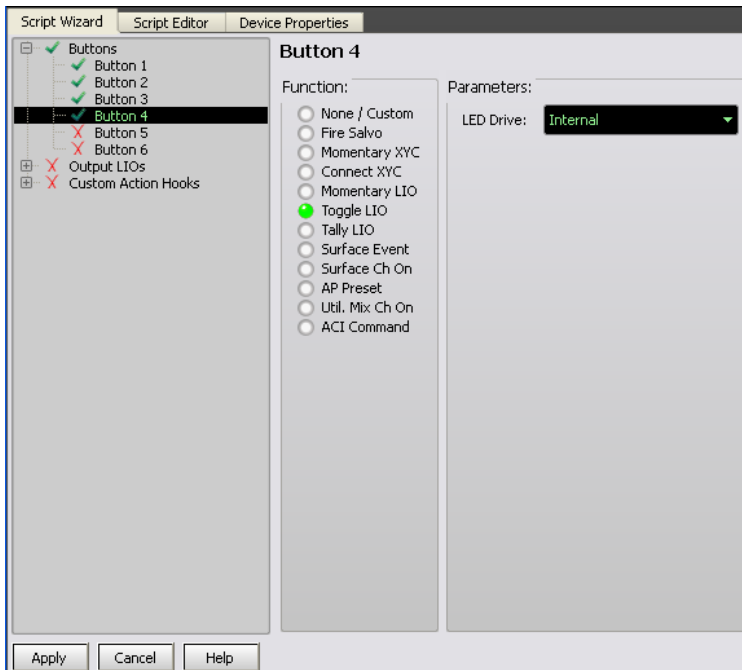 Script Wizard Script Editor Device Properties
Buttons
Button 1
Button 2
Button 3
Button 4
Button 5
Button 6
Output LIOs
Custom Action Hooks
Button 4
Function:
None / Custom
Fire Salvo
Momentary XYC
Connect XYC
Momentary LIO
Toggle LIO
Tally LIO
Surface Event
Surface Ch On
AP Preset
Util. Mix Ch On
ACI Command
Parameters:
LED Drive: Internal
Apply Cancel Help